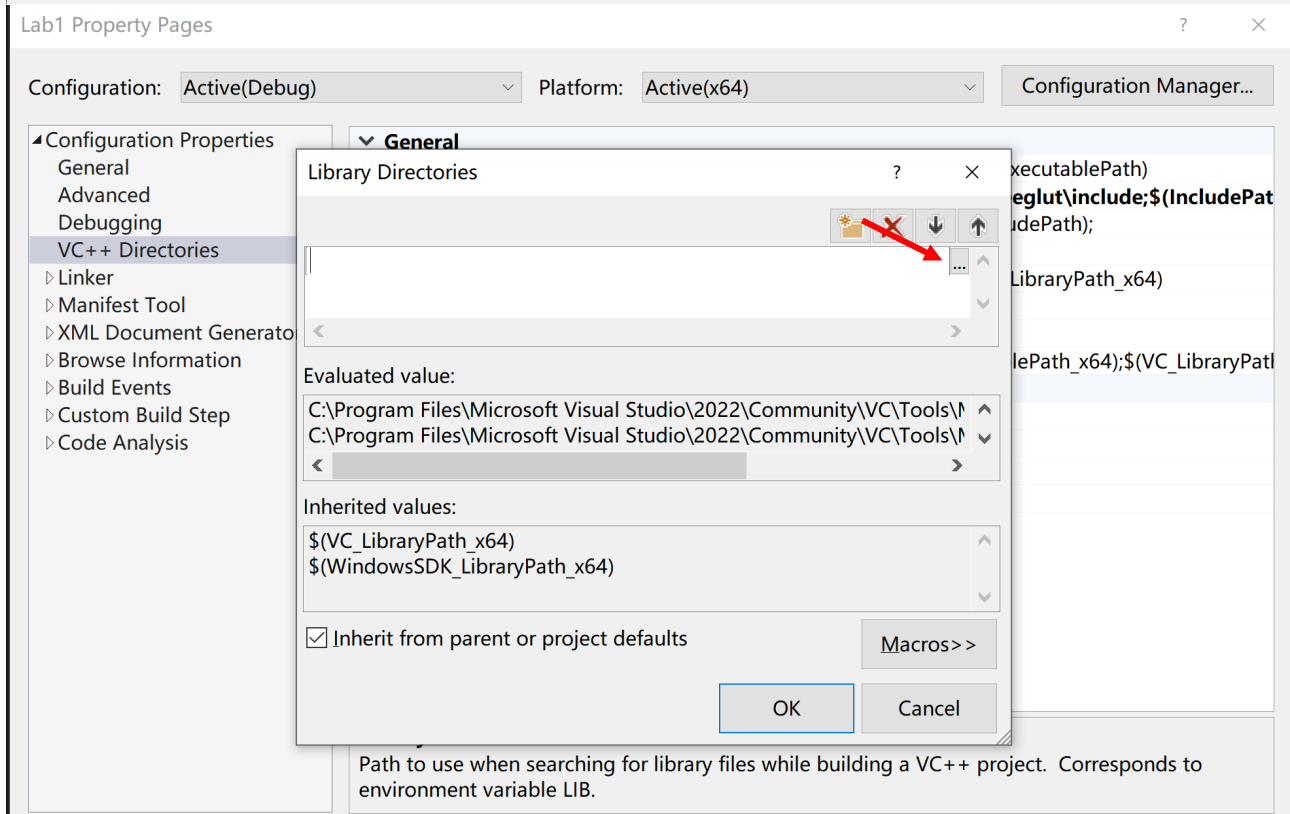 Lab1 Property Pages
?
Configuration: Active(Debug) Platform: Active(x64) Configuration Manager...
Configuration Properties
General
Advanced
Debugging
VC++ Directories
Linker
Manifest Tool
XML Document Generato
Browse Information
Build Events
Custom Build Step
Code Analysis
General
xecutablePath)
eglut\include;$(IncludePat
udePath);
LibraryPath_x64)
lePath_x64);$(VC_LibraryPatl
Library Directories
?
...
Evaluated value:
C:\Program Files\Microsoft Visual Studio\2022\Community\VC\Tools\M
C:\Program Files\Microsoft Visual Studio\2022\Community\VC\Tools\M
Inherited values:
$(VC_LibraryPath_x64)
$(WindowsSDK_LibraryPath_x64)
Inherit from parent or project defaults
Macros>>
OK
Cancel
Path to use when searching for library files while building a VC++ project. Corresponds to
environment variable LIB.